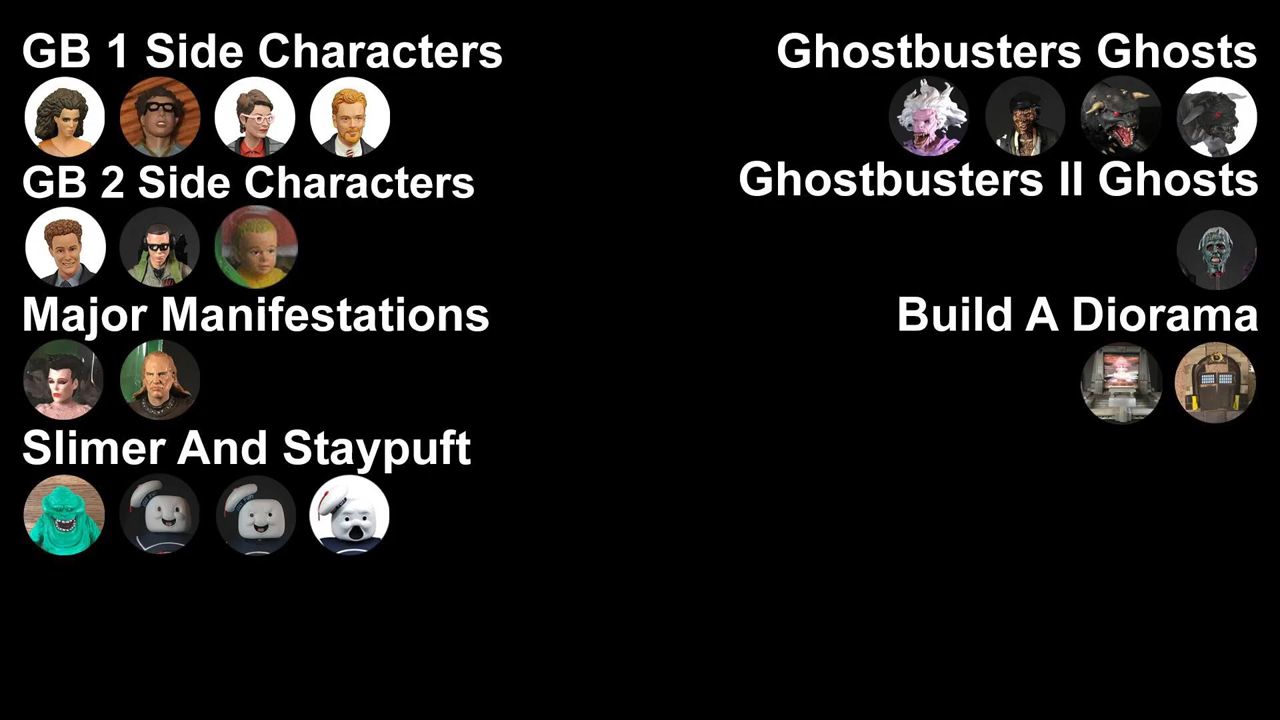 GB 1 Side Characters
GB 2 Side Characters
Major Manifestations
Slimer And Staypuft
Ghostbusters Ghosts
Ghostbusters II Ghosts
Build A Diorama